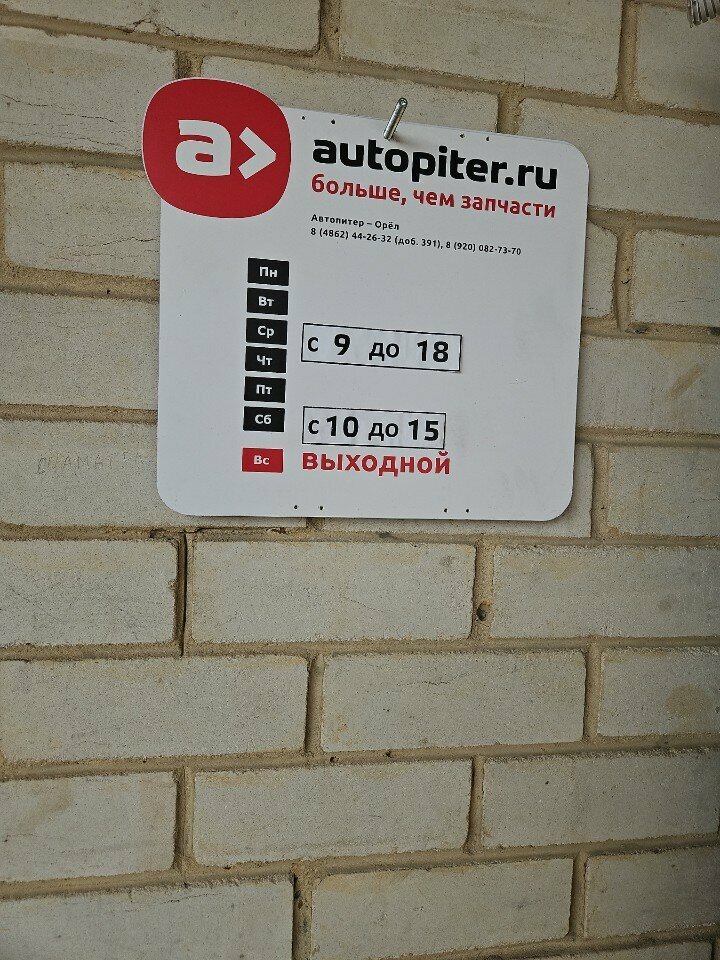 a>
autopiter.ru
больше, чем запчасти
Автопитер – Орёл
8 (4862) 44-26-32 (доб. 391), 8 (920) 082-73-70
Пн
Вт
Ср
с 9 до 18
Чт
Пт
Сб
с 10 до 15
Вс
выходной